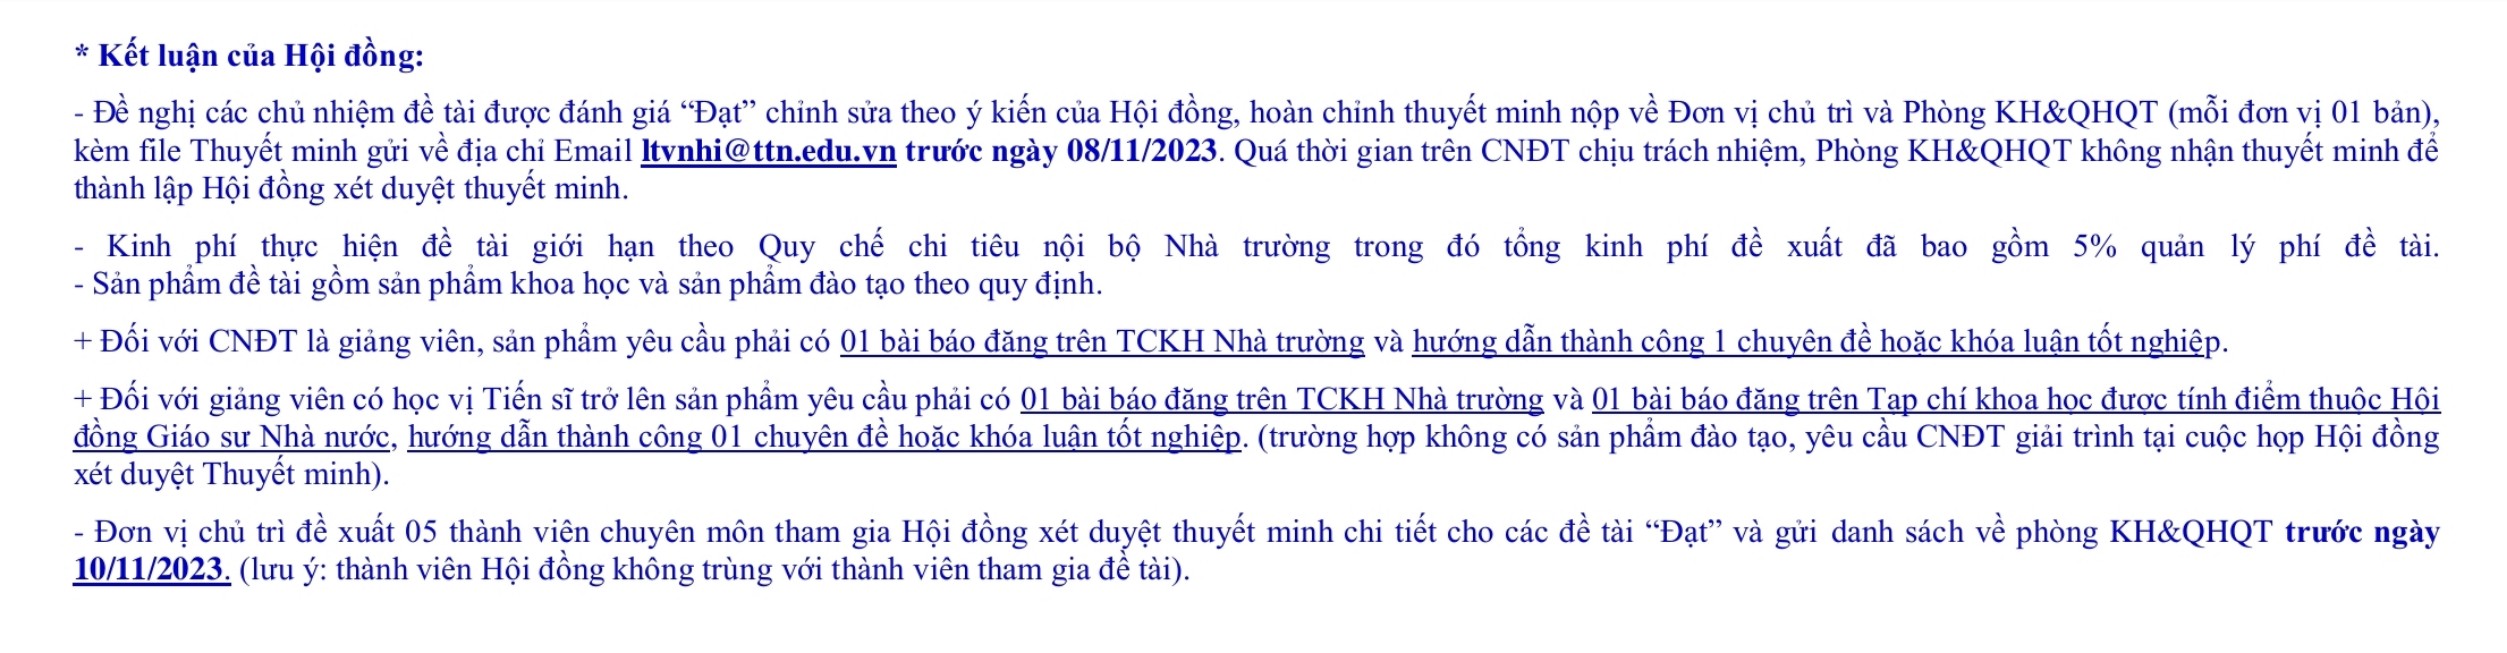 * Kết luận của Hội đồng:
- Đề nghị các chủ nhiệm đề tài được đánh giá “Đạt” chỉnh sửa theo ý kiến của Hội đồng, hoàn chỉnh thuyết minh nộp về Đơn vị chủ trì và Phòng KH&QHQT (mỗi đơn vị 01 bản),
kèm file Thuyết minh gửi về địa chỉ Email ltvnhi@ttn.edu.vn trước ngày 08/11/2023. Quá thời gian trên CNĐT chịu trách nhiệm, Phòng KH&QHQT không nhận thuyết minh để
thành lập Hội đồng xét duyệt thuyết minh.
- Kinh phí thực hiện đề tài giới hạn theo Quy chế chi tiêu nội bộ Nhà trường trong đó tổng kinh phí đề xuất đã bao gồm 5% quản lý phí đề tài.
- Sản phẩm đề tài gồm sản phẩm khoa học và sản phẩm đào tạo theo quy định.
+ Đối với CNĐT là giảng viên, sản phẩm yêu cầu phải có 01 bài báo đăng trên TCKH Nhà trường và hướng dẫn thành công 1 chuyên đề hoặc khóa luận tốt nghiệp.
+ Đối với giảng viên có học vị Tiến sĩ trở lên sản phẩm yêu cầu phải có 01 bài báo đăng trên TCKH Nhà trường và 01 bài báo đăng trên Tạp chí khoa học được tính điểm thuộc Hội
đồng Giáo sư Nhà nước, hướng dẫn thành công 01 chuyên đề hoặc khóa luận tốt nghiệp. (trường hợp không có sản phẩm đào tạo, yêu cầu CNĐT giải trình tại cuộc họp Hội đồng
xét duyệt Thuyết minh).
- Đơn vị chủ trì đề xuất 05 thành viên chuyên môn tham gia Hội đồng xét duyệt thuyết minh chi tiết cho các đề tài “Đạt” và gửi danh sách về phòng KH&QHQT trước ngày
10/11/2023. (lưu ý: thành viên Hội đồng không trùng với thành viên tham gia đề tài).